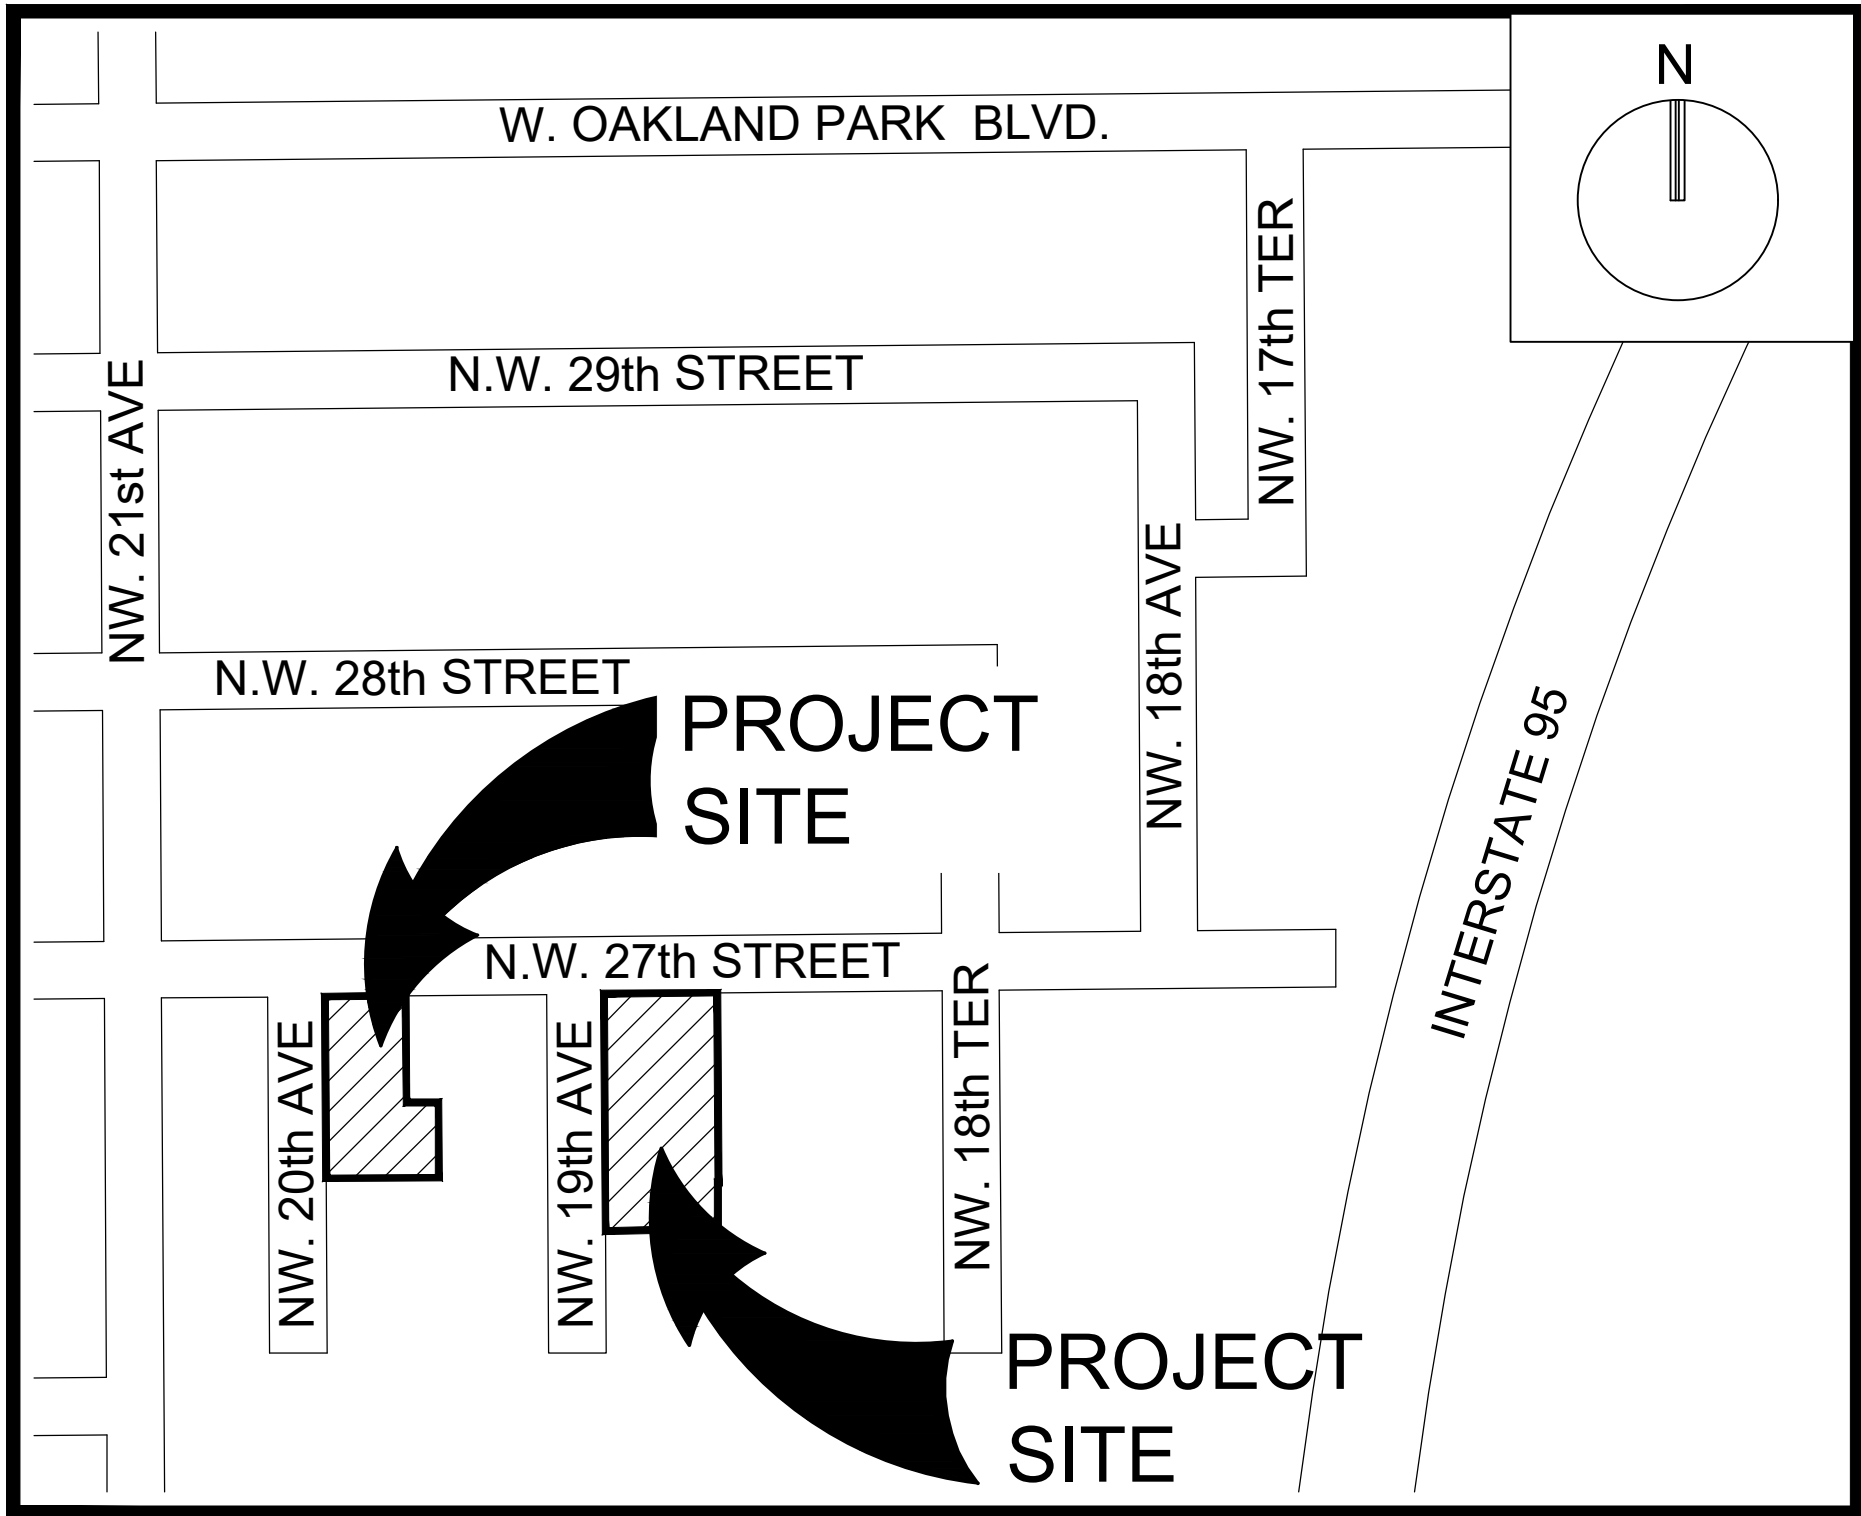 N
W. OAKLAND PARK BLVD.
NW. 17th TER
N.W. 29th STREET
NW. 21st AVE
NW. 18th AVE
N.W. 28th STREET
PROJECT
SITE
INTERSTATE 95
N.W. 27th STREET
NW. 20th AVE
NW. 19th AVE
NW. 18th TER
PROJECT
SITE